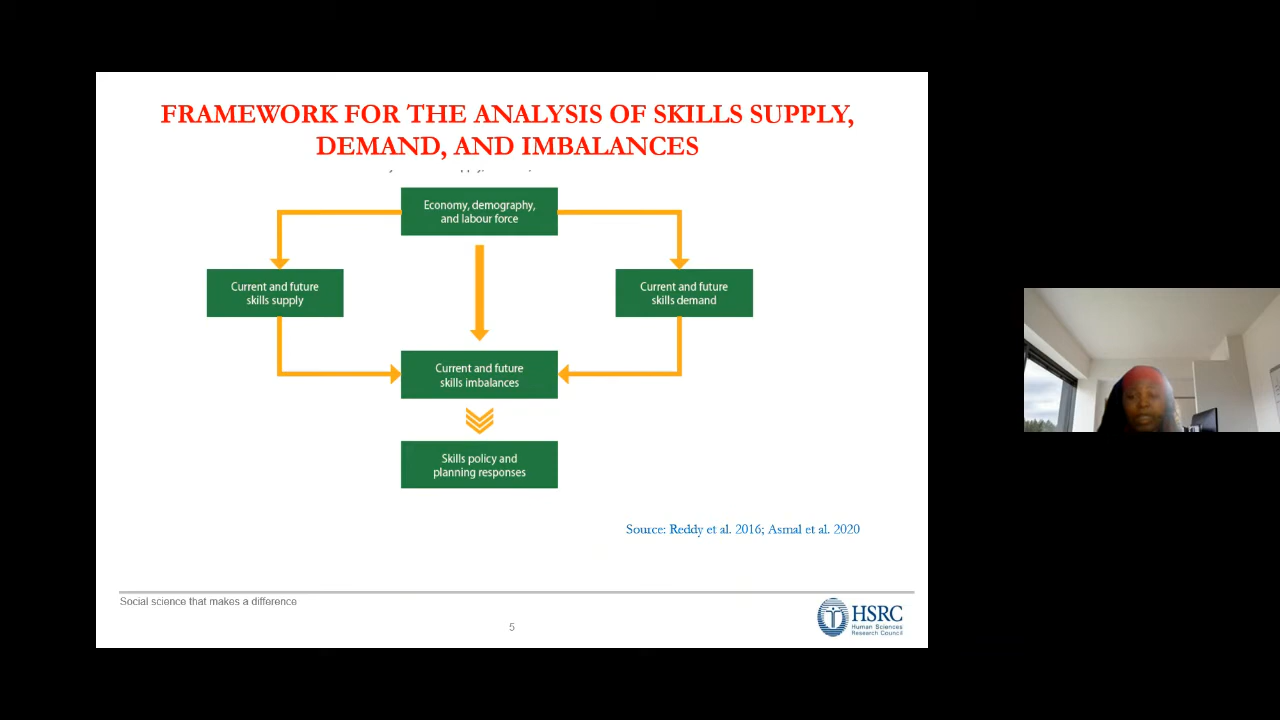 FRAMEWORK FOR THE ANALYSIS OF SKILLS SUPPLY,
DEMAND, AND IMBALANCES
Economy, demography,
and labour force
Current and future
skills supply
Current and future
skills demand
Current and future
skills imbalances
Skills policy and
planning responses
Source: Reddy et al. 2016; Asmal et al. 2020
Social science that makes a difference
5
HSRC
Human Sciences
Research Council